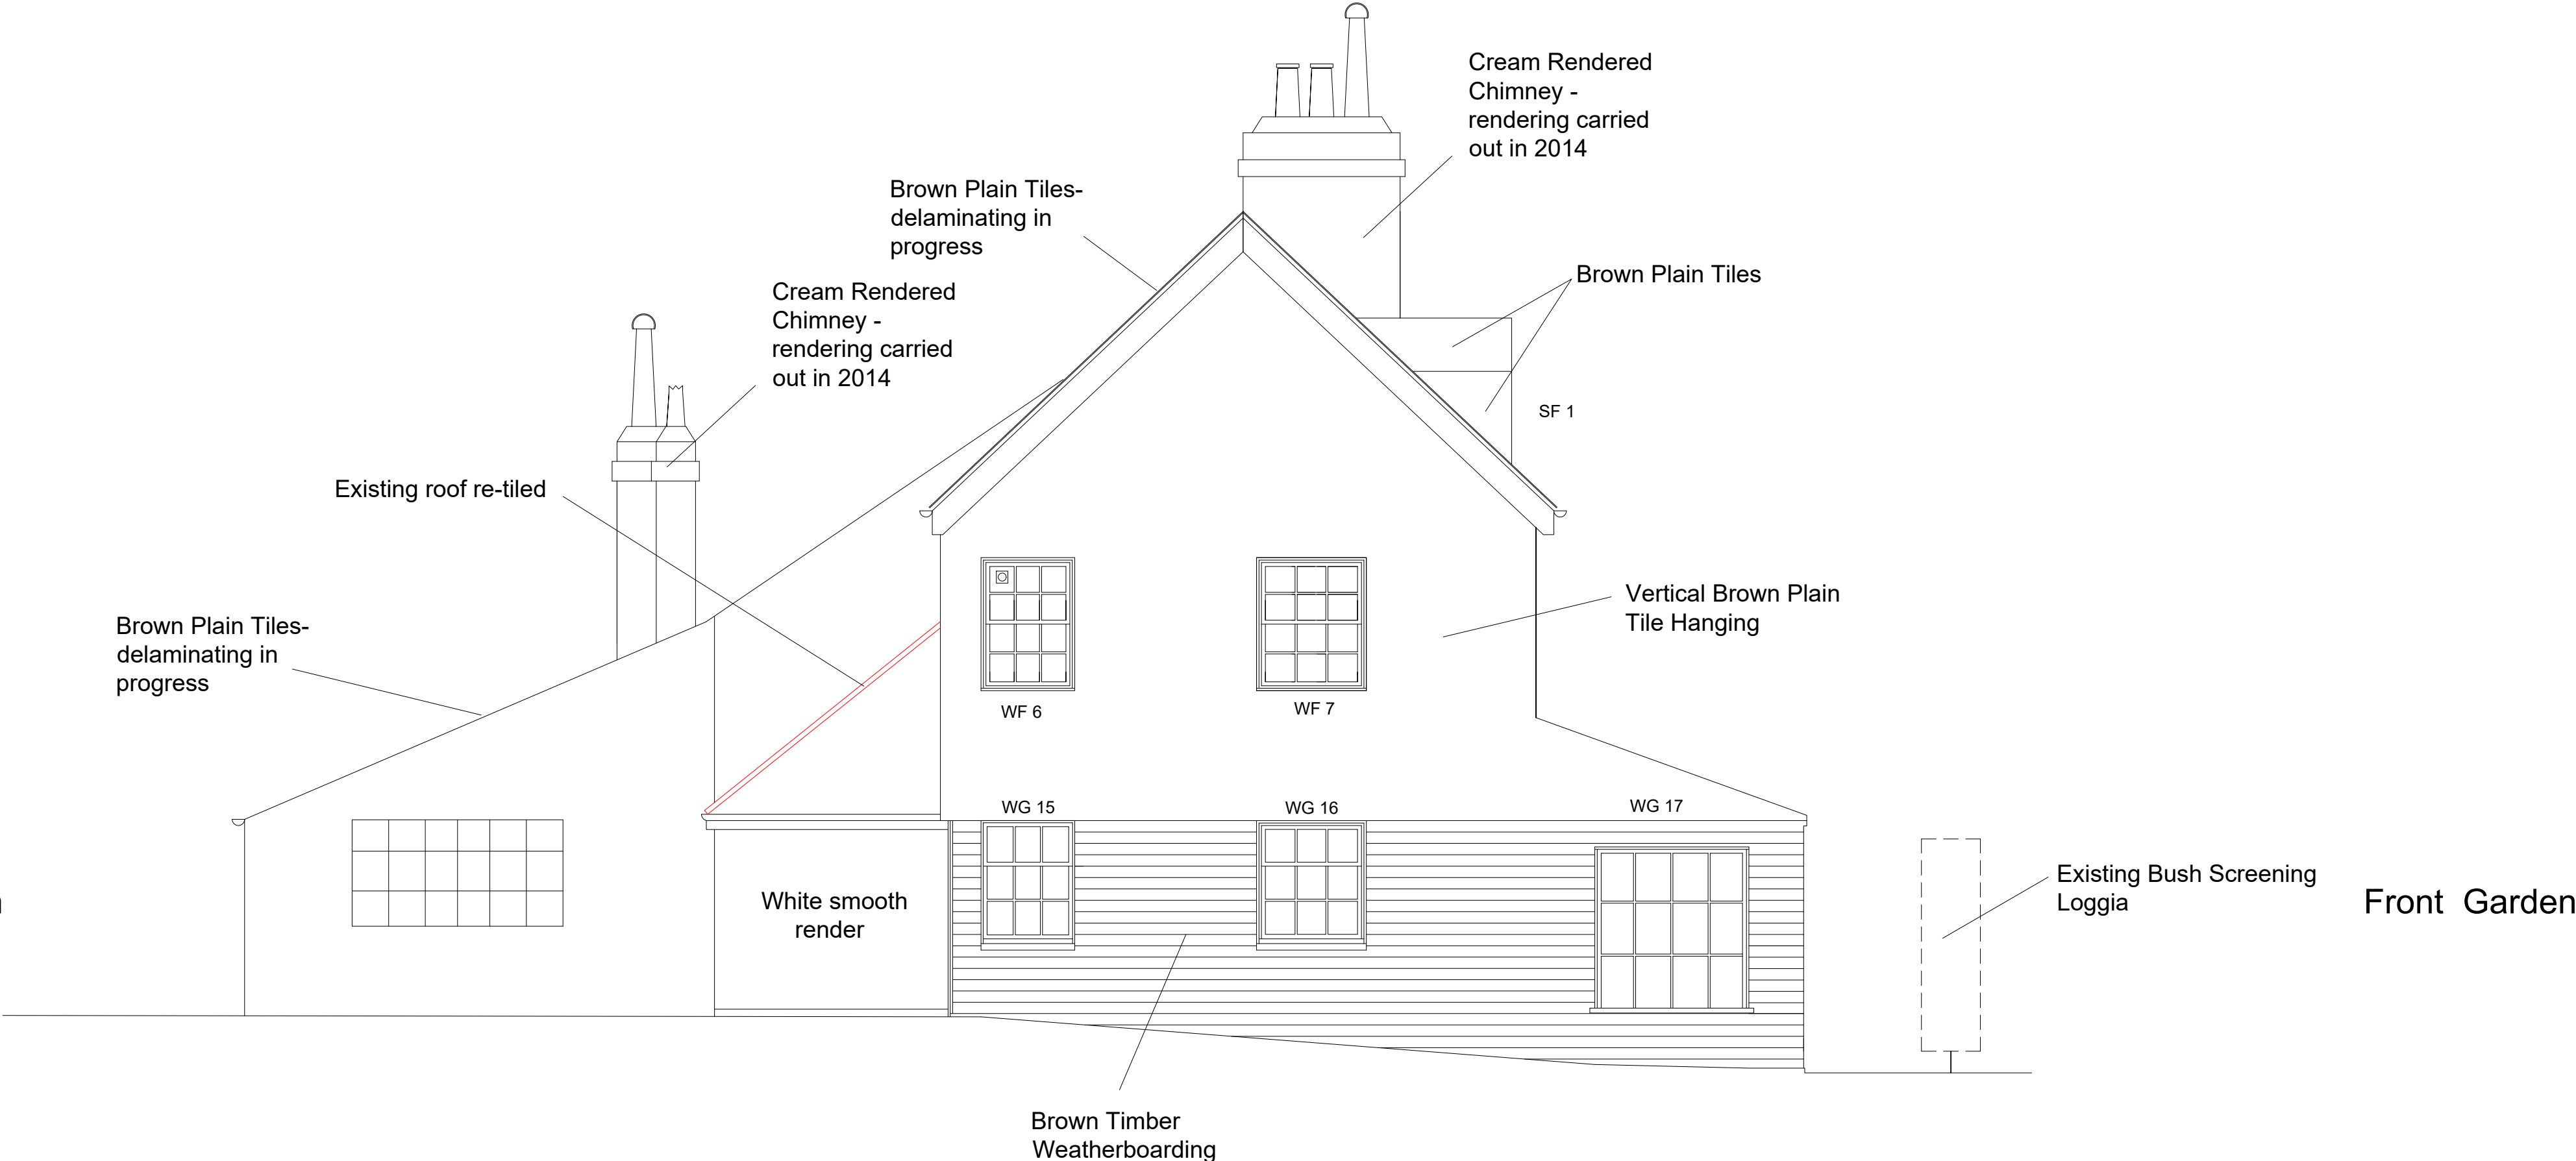 Cream Rendered
Chimney -
rendering carried
out in 2014
Brown Plain Tiles-
delaminating in
progress
Brown Plain Tiles
Cream Rendered
Chimney -
rendering carried
out in 2014
SF 1
Existing roof re-tiled
Vertical Brown Plain
Tile Hanging
Brown Plain Tiles-
delaminating in
progress
WF 6
WF 7
WG 15
WG 16
WG 17
White smooth
render
Existing Bush Screening
Loggia
Front Garden
Brown Timber
Weatherboarding